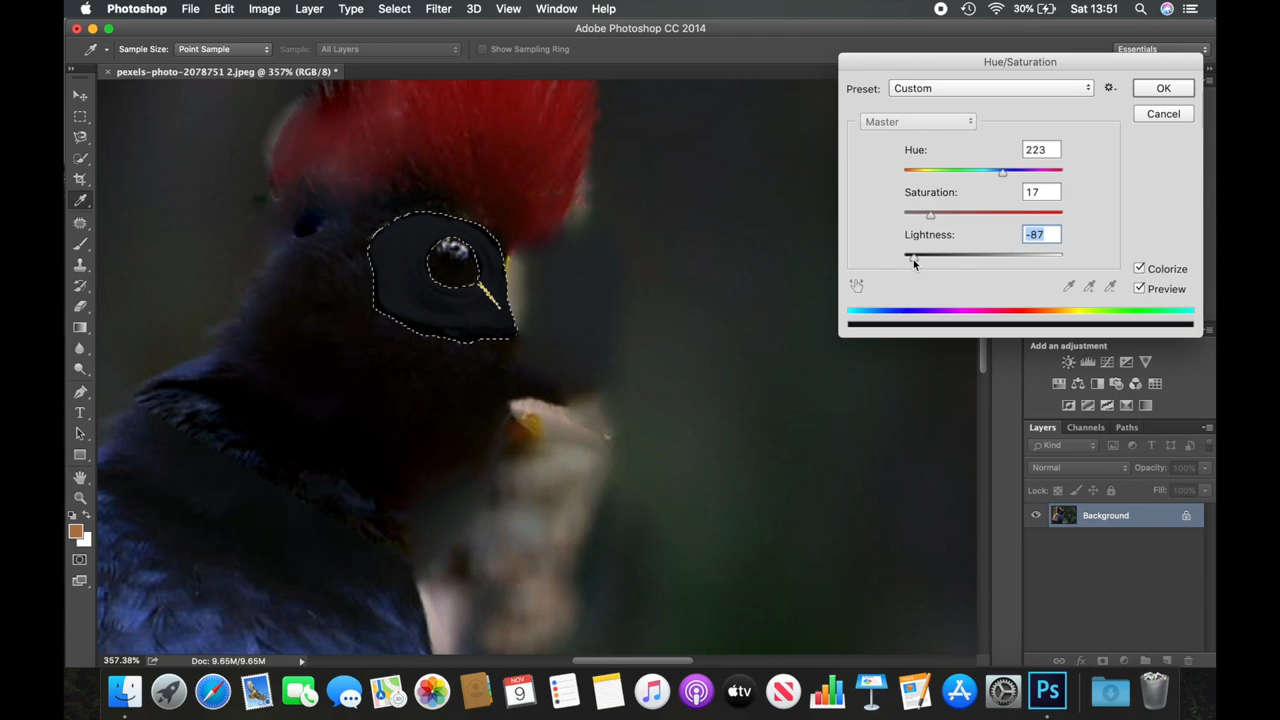 Photoshop File Edit Image Layer Type Select Filter 3D View Window Help 30% Sat 13:51
Adobe Photoshop CC 2014
Sample Size: Point Sample Sample: All Layers Show Sampling Ring Essentials
× pexels-photo-2078751 2.jpeg @ 357% (RGB/8) *
Hue/Saturation
Preset: Custom OK
Cancel
Master
Hue: 223
Saturation: 17
Lightness: -87
Colorize
Preview
Add an adjustment
Layers Channels Paths
Kind
Normal Opacity: 100%
Lock: Fill: 100%
Background
357.38% Doc: 9.65M/9.65M
NOV
9
tv
Ps